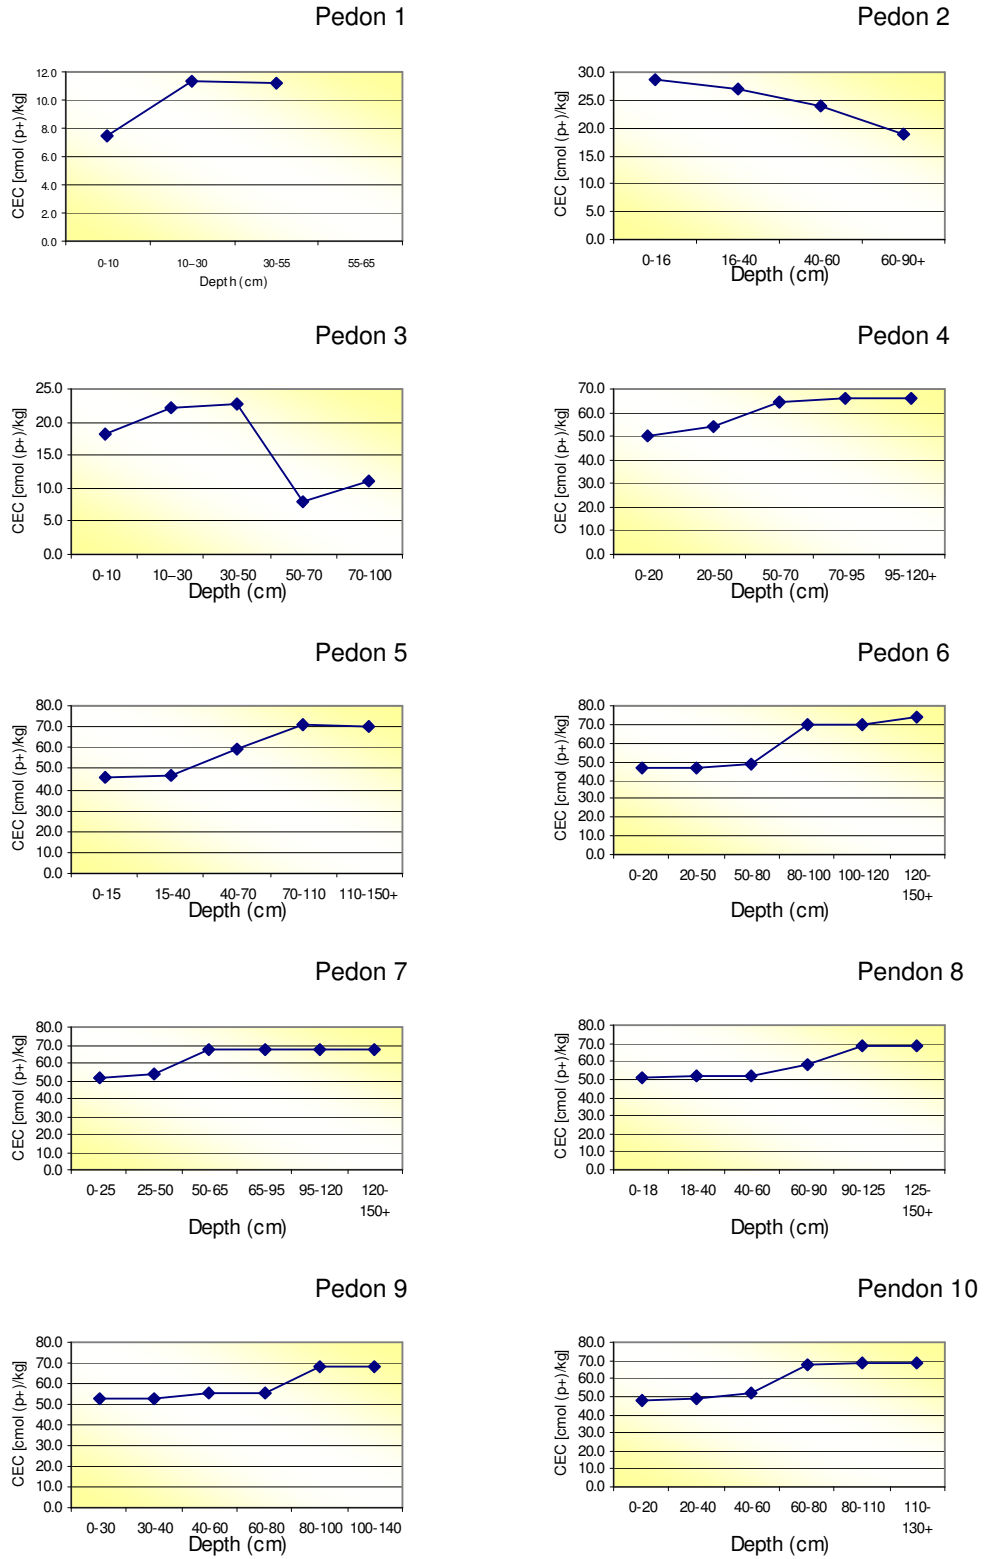 Pedon 1
CEC [cmol (p+)/kg]
12.0
10.0
8.0
6.0
4.0
2.0
0.0
0-10 10–30 30-55 55-65
Depth (cm)
Pedon 2
CEC [cmol (p+)/kg]
30.0
25.0
20.0
15.0
10.0
5.0
0.0
0-16 16-40 40-60 60-90+
Depth (cm)
Pedon 3
CEC [cmol (p+)/kg]
25.0
20.0
15.0
10.0
5.0
0.0
0-10 10–30 30-50 50-70 70-100
Depth (cm)
Pedon 4
CEC [cmol (p+)/kg]
70.0
60.0
50.0
40.0
30.0
20.0
10.0
0.0
0-20 20-50 50-70 70-95 95-120+
Depth (cm)
Pedon 5
CEC [cmol (p+)/kg]
80.0
70.0
60.0
50.0
40.0
30.0
20.0
10.0
0.0
0-15 15-40 40-70 70-110 110-150+
Depth (cm)
Pedon 6
CEC [cmol (p+)/kg]
80.0
70.0
60.0
50.0
40.0
30.0
20.0
10.0
0.0
0-20 20-50 50-80 80-100 100-120 120-
150+
Depth (cm)
Pedon 7
CEC [cmol (p+)/kg]
80.0
70.0
60.0
50.0
40.0
30.0
20.0
10.0
0.0
0-25 25-50 50-65 65-95 95-120 120-
150+
Depth (cm)
Pendon 8
CEC [cmol (p+)/kg]
80.0
70.0
60.0
50.0
40.0
30.0
20.0
10.0
0.0
0-18 18-40 40-60 60-90 90-125 125-
150+
Depth (cm)
Pedon 9
CEC [cmol (p+)/kg]
80.0
70.0
60.0
50.0
40.0
30.0
20.0
10.0
0.0
0-30 30-40 40-60 60-80 80-100 100-140
Depth (cm)
Pendon 10
CEC [cmol (p+)/kg]
80.0
70.0
60.0
50.0
40.0
30.0
20.0
10.0
0.0
0-20 20-40 40-60 60-80 80-110 110-
130+
Depth (cm)